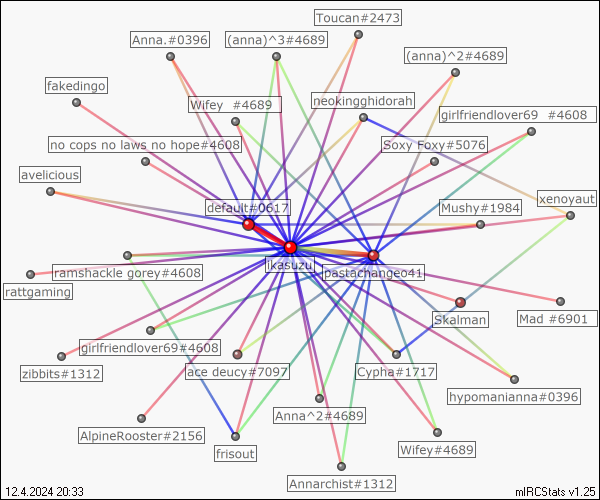 Toucan#2473
Anna.#0396
(anna)^3#4689
(anna)^2#4689
fakedingo
Wifey #4689
neokingghidorah
girlfriendlover69 #4608
no cops no laws no hope#4608
Soxy Foxy#5076
avelicious
default#0617
Mushy#1984
xenoyaut
ikasuzu
pastachange041
ramshackle gorey#4608
rattgaming
Skalman
Mad #6901
girlfriendlover69#4608
zibbits#1312
ace deucy#7097
Cypha#1717
hypomanianna#0396
Anna^2#4689
AlpineRooster#2156
frisout
Wifey#4689
Annarchist#1312
12.4.2024 20:33
mIRCStats v1.25